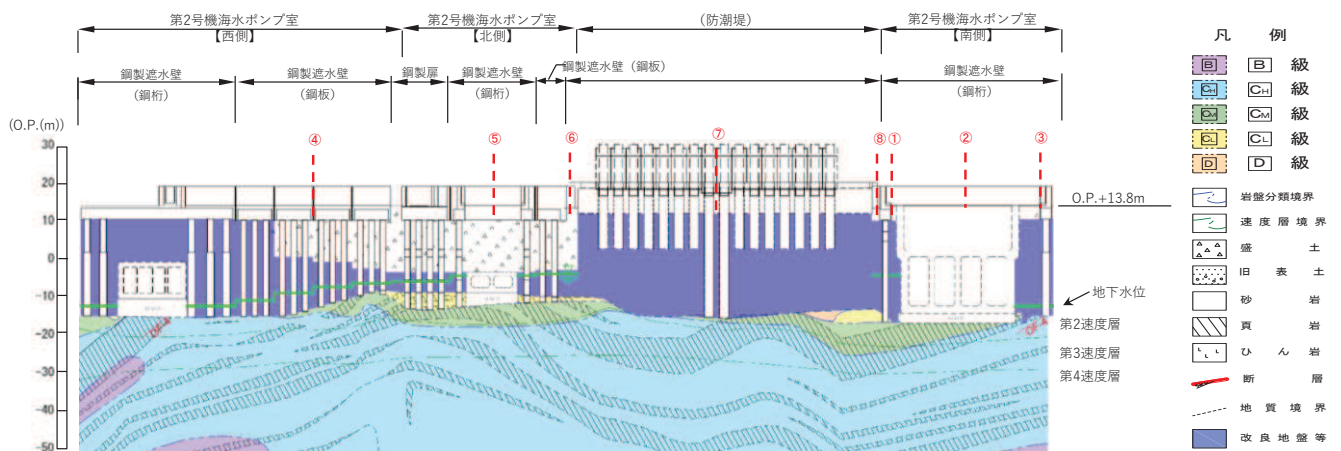 第2号機海水ポンプ室
【西側】
第2号機海水ポンプ室
【北側】
(防潮堤)
第2号機海水ポンプ室
【南側】
鋼製遮水壁
(鋼桁)
鋼製遮水壁
(鋼板)
鋼製扉
鋼製遮水壁
(鋼桁)
鋼製遮水壁(鋼板)
鋼製遮水壁
(鋼桁)
(O.P.(m))
30
20
10
0
-10
-20
-30
-40
-50
④
⑤
⑥
⑦
⑧
①
②
③
O.P.+13.8m
地下水位
第2速度層
第3速度層
第4速度層
凡例
B B 級
CH CH 級
CM CM 級
CL CL 級
D D 級
岩盤分類境界
速度層境界
盛土
旧表土
砂岩
頁岩
ひん岩
断層
地質境界
改良地盤等